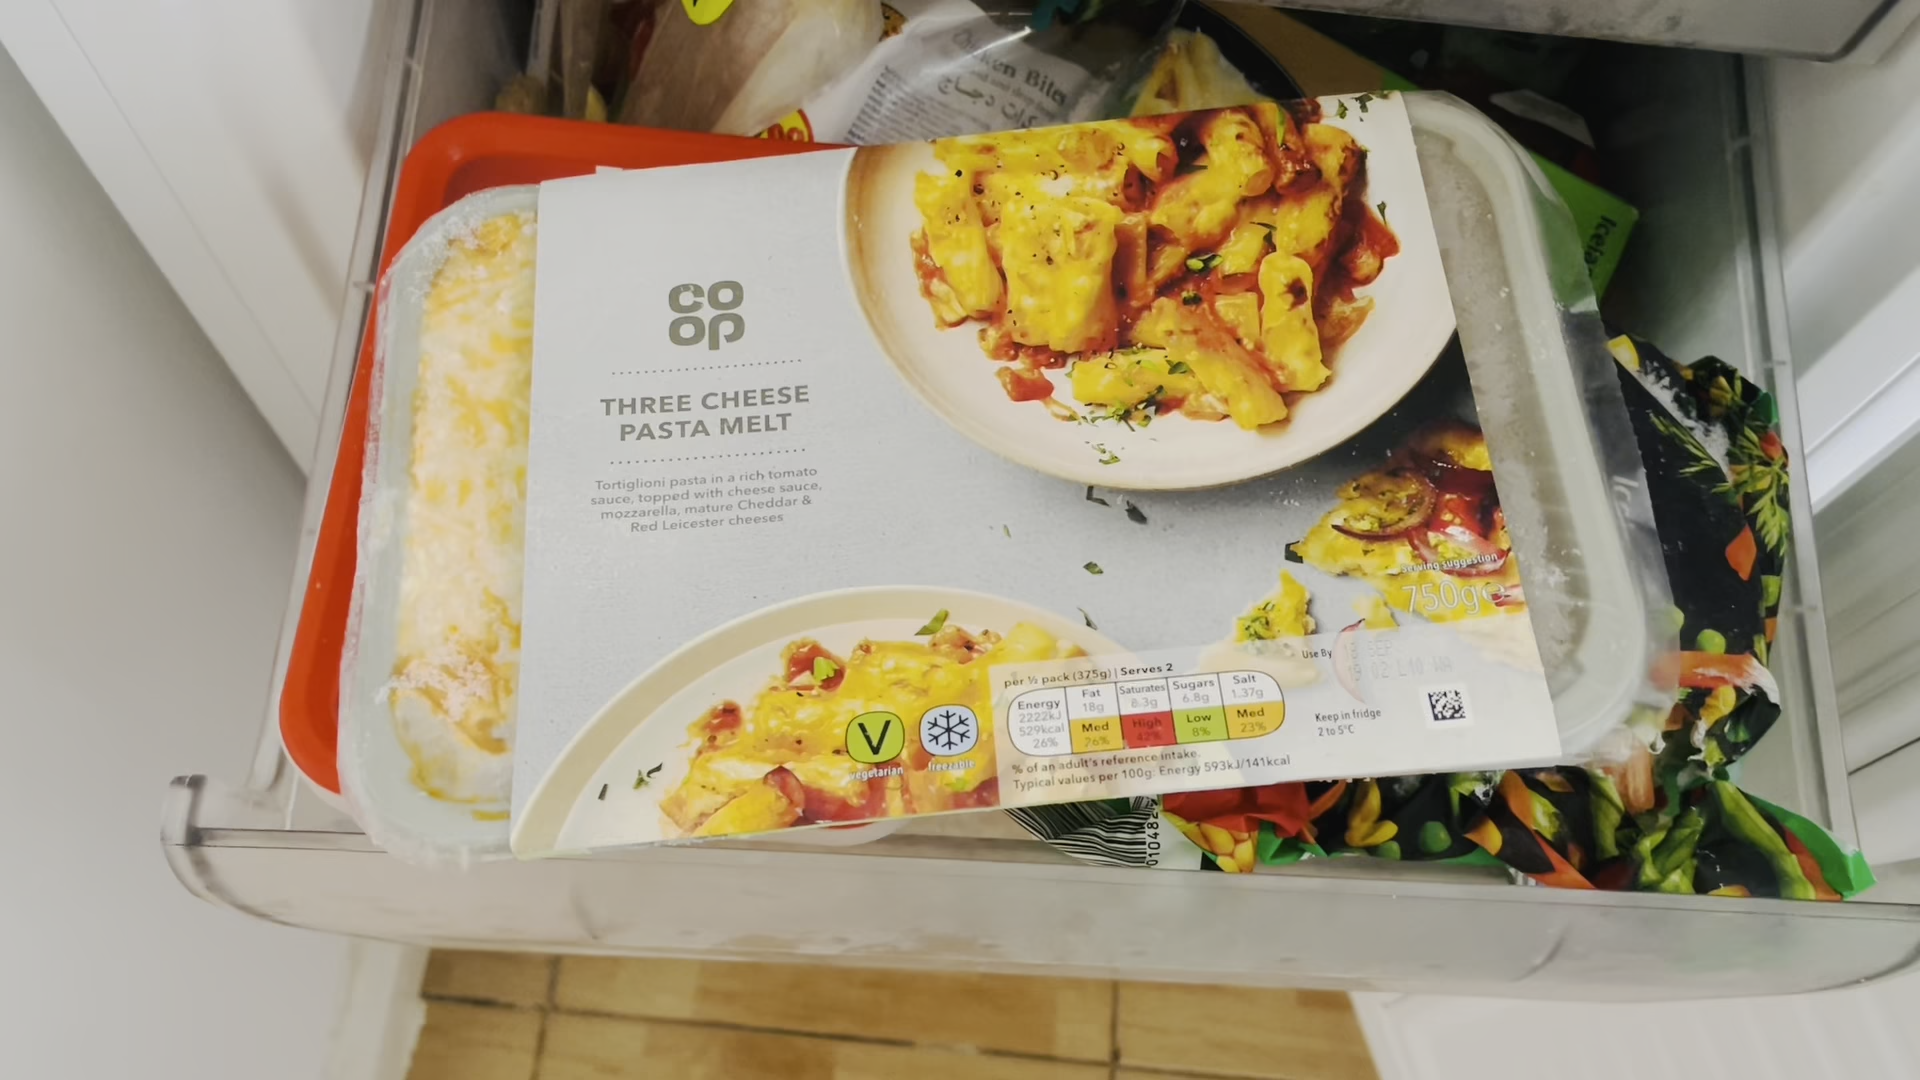 دجاج
CO
OP
THREE CHEESE
PASTA MELT
Tortiglioni pasta in a rich tomato
sauce, topped with cheese sauce,
mozzarella, mature Cheddar &
Red Leicester cheeses
Serving suggestion
750g℮
Use By
18 SEP
Keep in fridge
2 to 5°C
V
vegetarian
freezable
per ½ pack (375g) | Serves 2
Energy
2222kJ
529kcal
26%
Fat
18g
Med
26%
Saturates
8.3g
High
42%
Sugars
6.8g
Low
8%
Salt
1.37g
Med
23%
% of an adult's reference intake.
Typical values per 100g: Energy 593kJ/141kcal